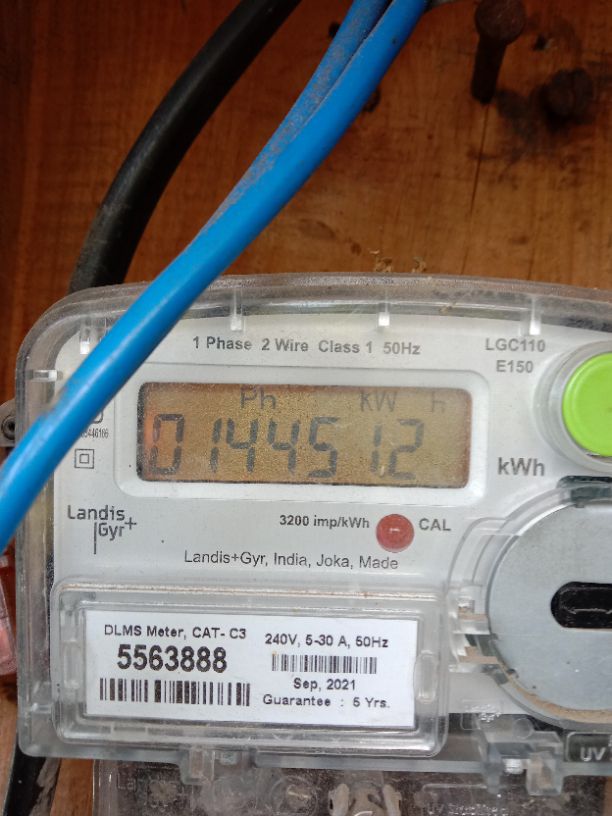 1 Phase 2 Wire Class 1 50Hz
LGC110
E150
Ph kW h
0144512
kWh
Landis
Gyr+
3200 imp/kWh CAL
Landis+Gyr, India, Joka, Made
DLMS Meter, CAT- C3
5563888
240V, 5-30 A, 50Hz
Sep, 2021
Guarantee : 5 Yrs.
UV